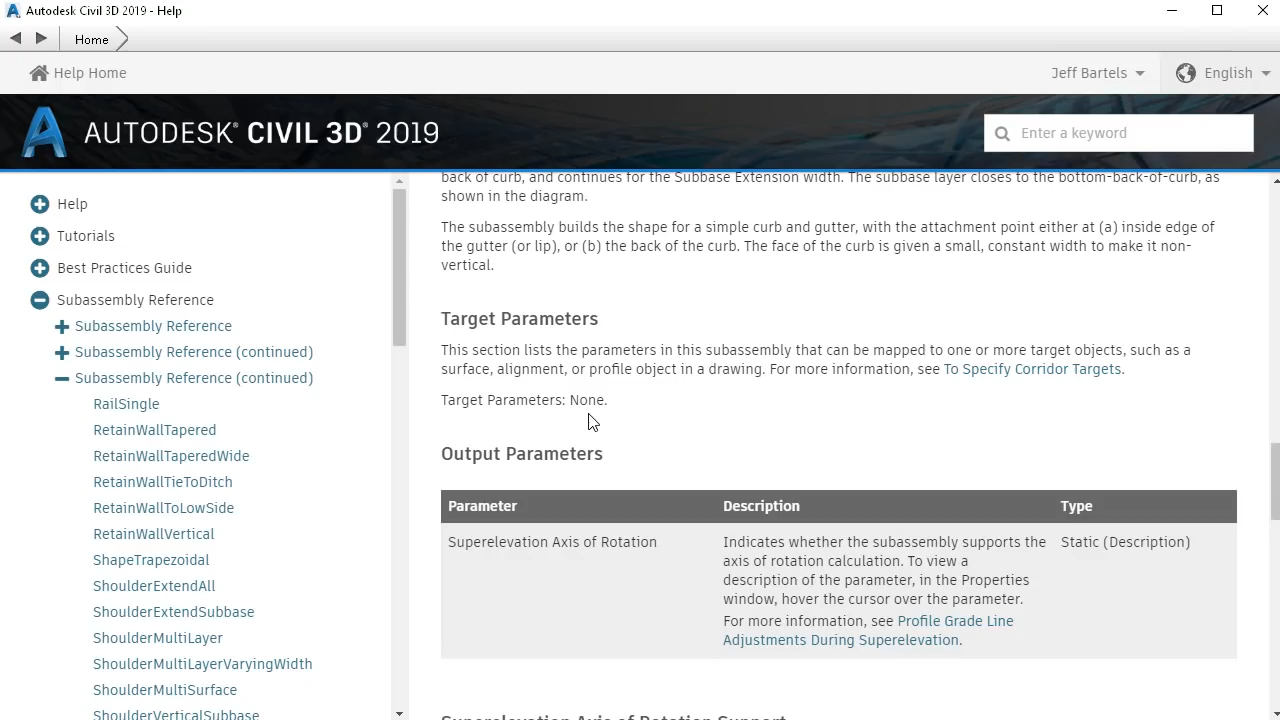 Autodesk Civil 3D 2019 - Help
Home
Help Home
Jeff Bartels
English
AUTODESK® CIVIL 3D® 2019
Enter a keyword
Help
Tutorials
Best Practices Guide
Subassembly Reference
Subassembly Reference
Subassembly Reference (continued)
Subassembly Reference (continued)
RailSingle
RetainWallTapered
RetainWallTaperedWide
RetainWallTieToDitch
RetainWallToLowSide
RetainWallVertical
ShapeTrapezoidal
ShoulderExtendAll
ShoulderExtendSubbase
ShoulderMultiLayer
ShoulderMultiLayerVaryingWidth
ShoulderMultiSurface
ShoulderVerticalSubbase
back of curb, and continues for the Subbase Extension width. The subbase layer closes to the bottom-back-of-curb, as
shown in the diagram.
The subassembly builds the shape for a simple curb and gutter, with the attachment point either at (a) inside edge of
the gutter (or lip), or (b) the back of the curb. The face of the curb is given a small, constant width to make it non-
vertical.
Target Parameters
This section lists the parameters in this subassembly that can be mapped to one or more target objects, such as a
surface, alignment, or profile object in a drawing. For more information, see To Specify Corridor Targets.
Target Parameters: None.
Output Parameters
Parameter Description Type
Superelevation Axis of Rotation Indicates whether the subassembly supports the Static (Description)
axis of rotation calculation. To view a
description of the parameter, in the Properties
window, hover the cursor over the parameter.
For more information, see Profile Grade Line
Adjustments During Superelevation.
Superelevation Axis of Rotation Support